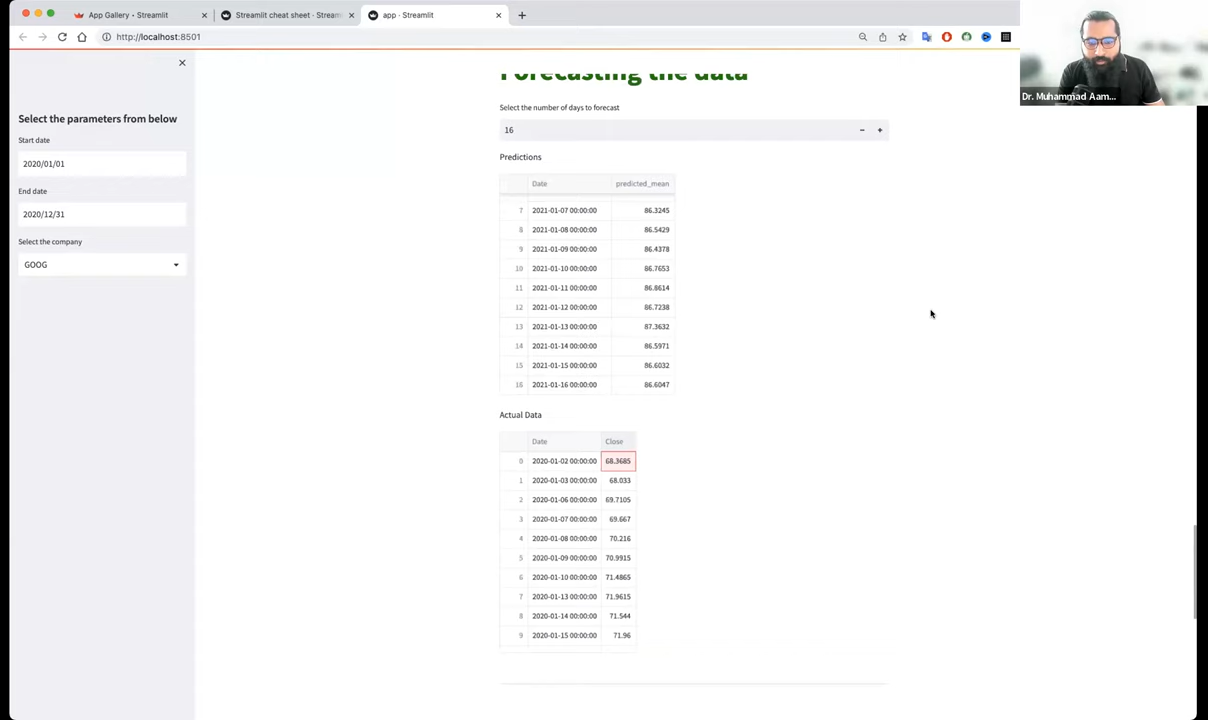 App Gallery • Streamlit
Streamlit cheat sheet · Stream
app · Streamlit
http://localhost:8501
Dr. Muhammad Aam...
Select the parameters from below
Start date
2020/01/01
End date
2020/12/31
Select the company
GOOG
Forecasting the data
Select the number of days to forecast
16
Predictions
Date predicted_mean
7 2021-01-07 00:00:00 86.3245
8 2021-01-08 00:00:00 86.5429
9 2021-01-09 00:00:00 86.4378
10 2021-01-10 00:00:00 86.7653
11 2021-01-11 00:00:00 86.8614
12 2021-01-12 00:00:00 86.7238
13 2021-01-13 00:00:00 87.3632
14 2021-01-14 00:00:00 86.5971
15 2021-01-15 00:00:00 86.6032
16 2021-01-16 00:00:00 86.6047
Actual Data
Date Close
0 2020-01-02 00:00:00 68.3685
1 2020-01-03 00:00:00 68.033
2 2020-01-06 00:00:00 69.7105
3 2020-01-07 00:00:00 69.667
4 2020-01-08 00:00:00 70.216
5 2020-01-09 00:00:00 70.9915
6 2020-01-10 00:00:00 71.4865
7 2020-01-13 00:00:00 71.9615
8 2020-01-14 00:00:00 71.544
9 2020-01-15 00:00:00 71.96